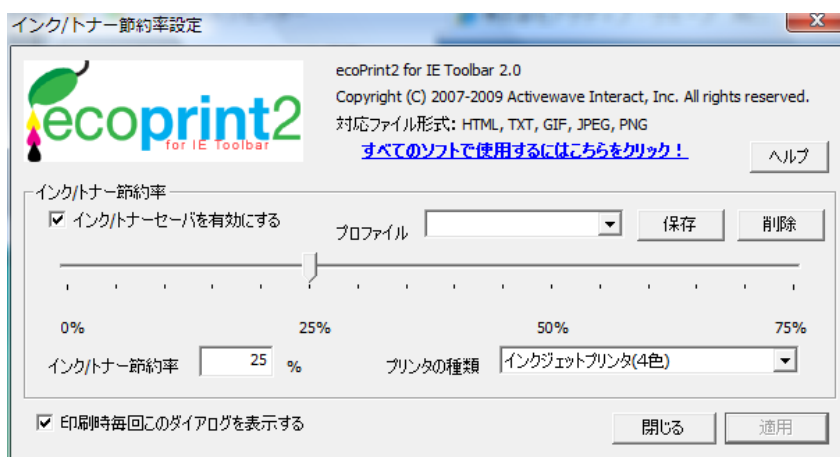 インク/トナー節約率設定
ecoprint2
for IE Toolbar
ecoPrint2 for IE Toolbar 2.0
Copyright (C) 2007-2009 Activewave Interact, Inc. All rights reserved.
対応ファイル形式: HTML, TXT, GIF, JPEG, PNG
すべてのソフトで使用するにはこちらをクリック！
ヘルプ
インク/トナー節約率
インク/トナーセーバを有効にする
プロファイル
保存
削除
0% 25% 50% 75%
インク/トナー節約率 25 %
プリンタの種類 インクジェットプリンタ(4色)
印刷時毎回このダイアログを表示する
閉じる
適用